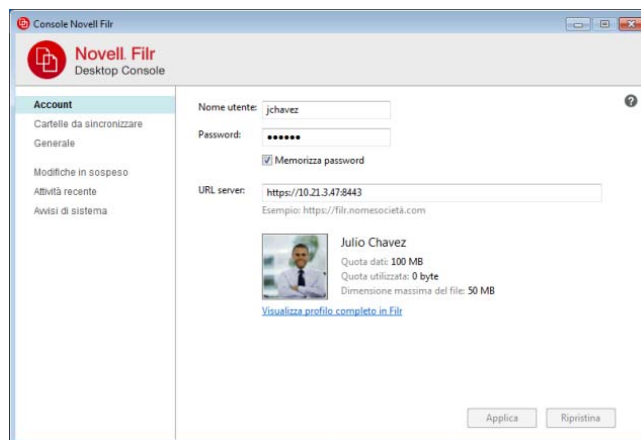 Console Novell Filr
Novell. Filr
Desktop Console
Account
Cartelle da sincronizzare
Generale
Modifiche in sospeso
Attività recente
Avvisi di sistema
Nome utente: jchavez
Password: ••••••
Memorizza password
URL server: https://10.21.3.47:8443
Esempio: https://filr.nomesocietà.com
Julio Chavez
Quota dati: 100 MB
Quota utilizzata: 0 byte
Dimensione massima del file: 50 MB
Visualizza profilo completo in Filr
Applica Ripristina